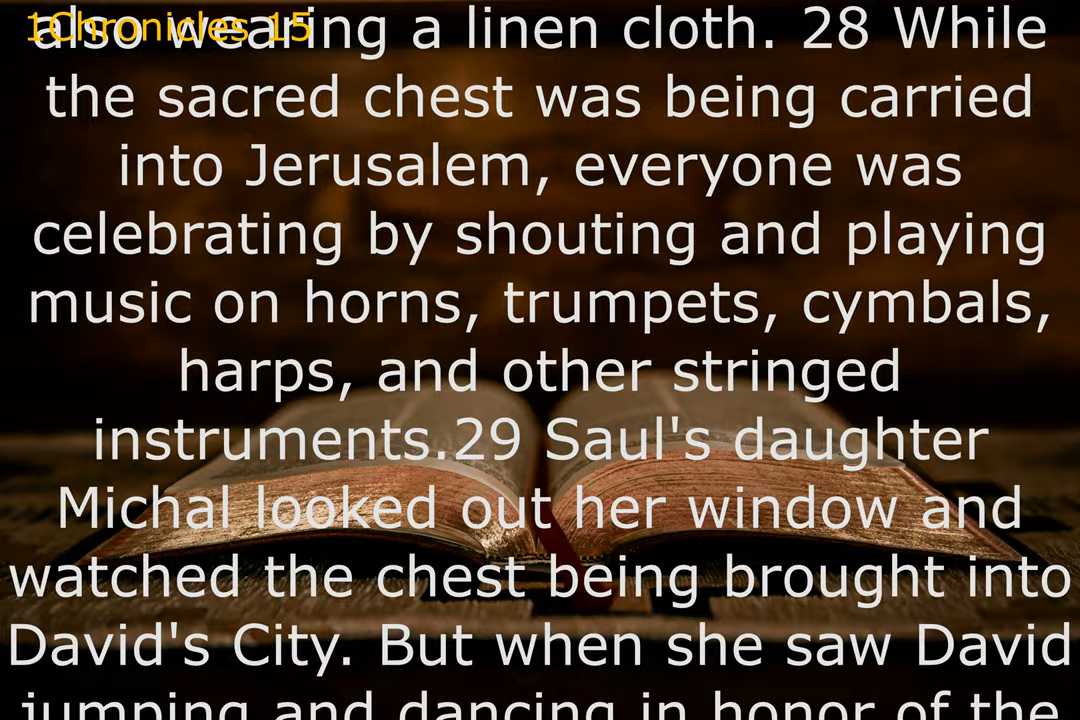 1Chronicles 15
also wearing a linen cloth. 28 While
the sacred chest was being carried
into Jerusalem, everyone was
celebrating by shouting and playing
music on horns, trumpets, cymbals,
harps, and other stringed
instruments.29 Saul's daughter
Michal looked out her window and
watched the chest being brought into
David's City. But when she saw David
jumping and dancing in honor of the